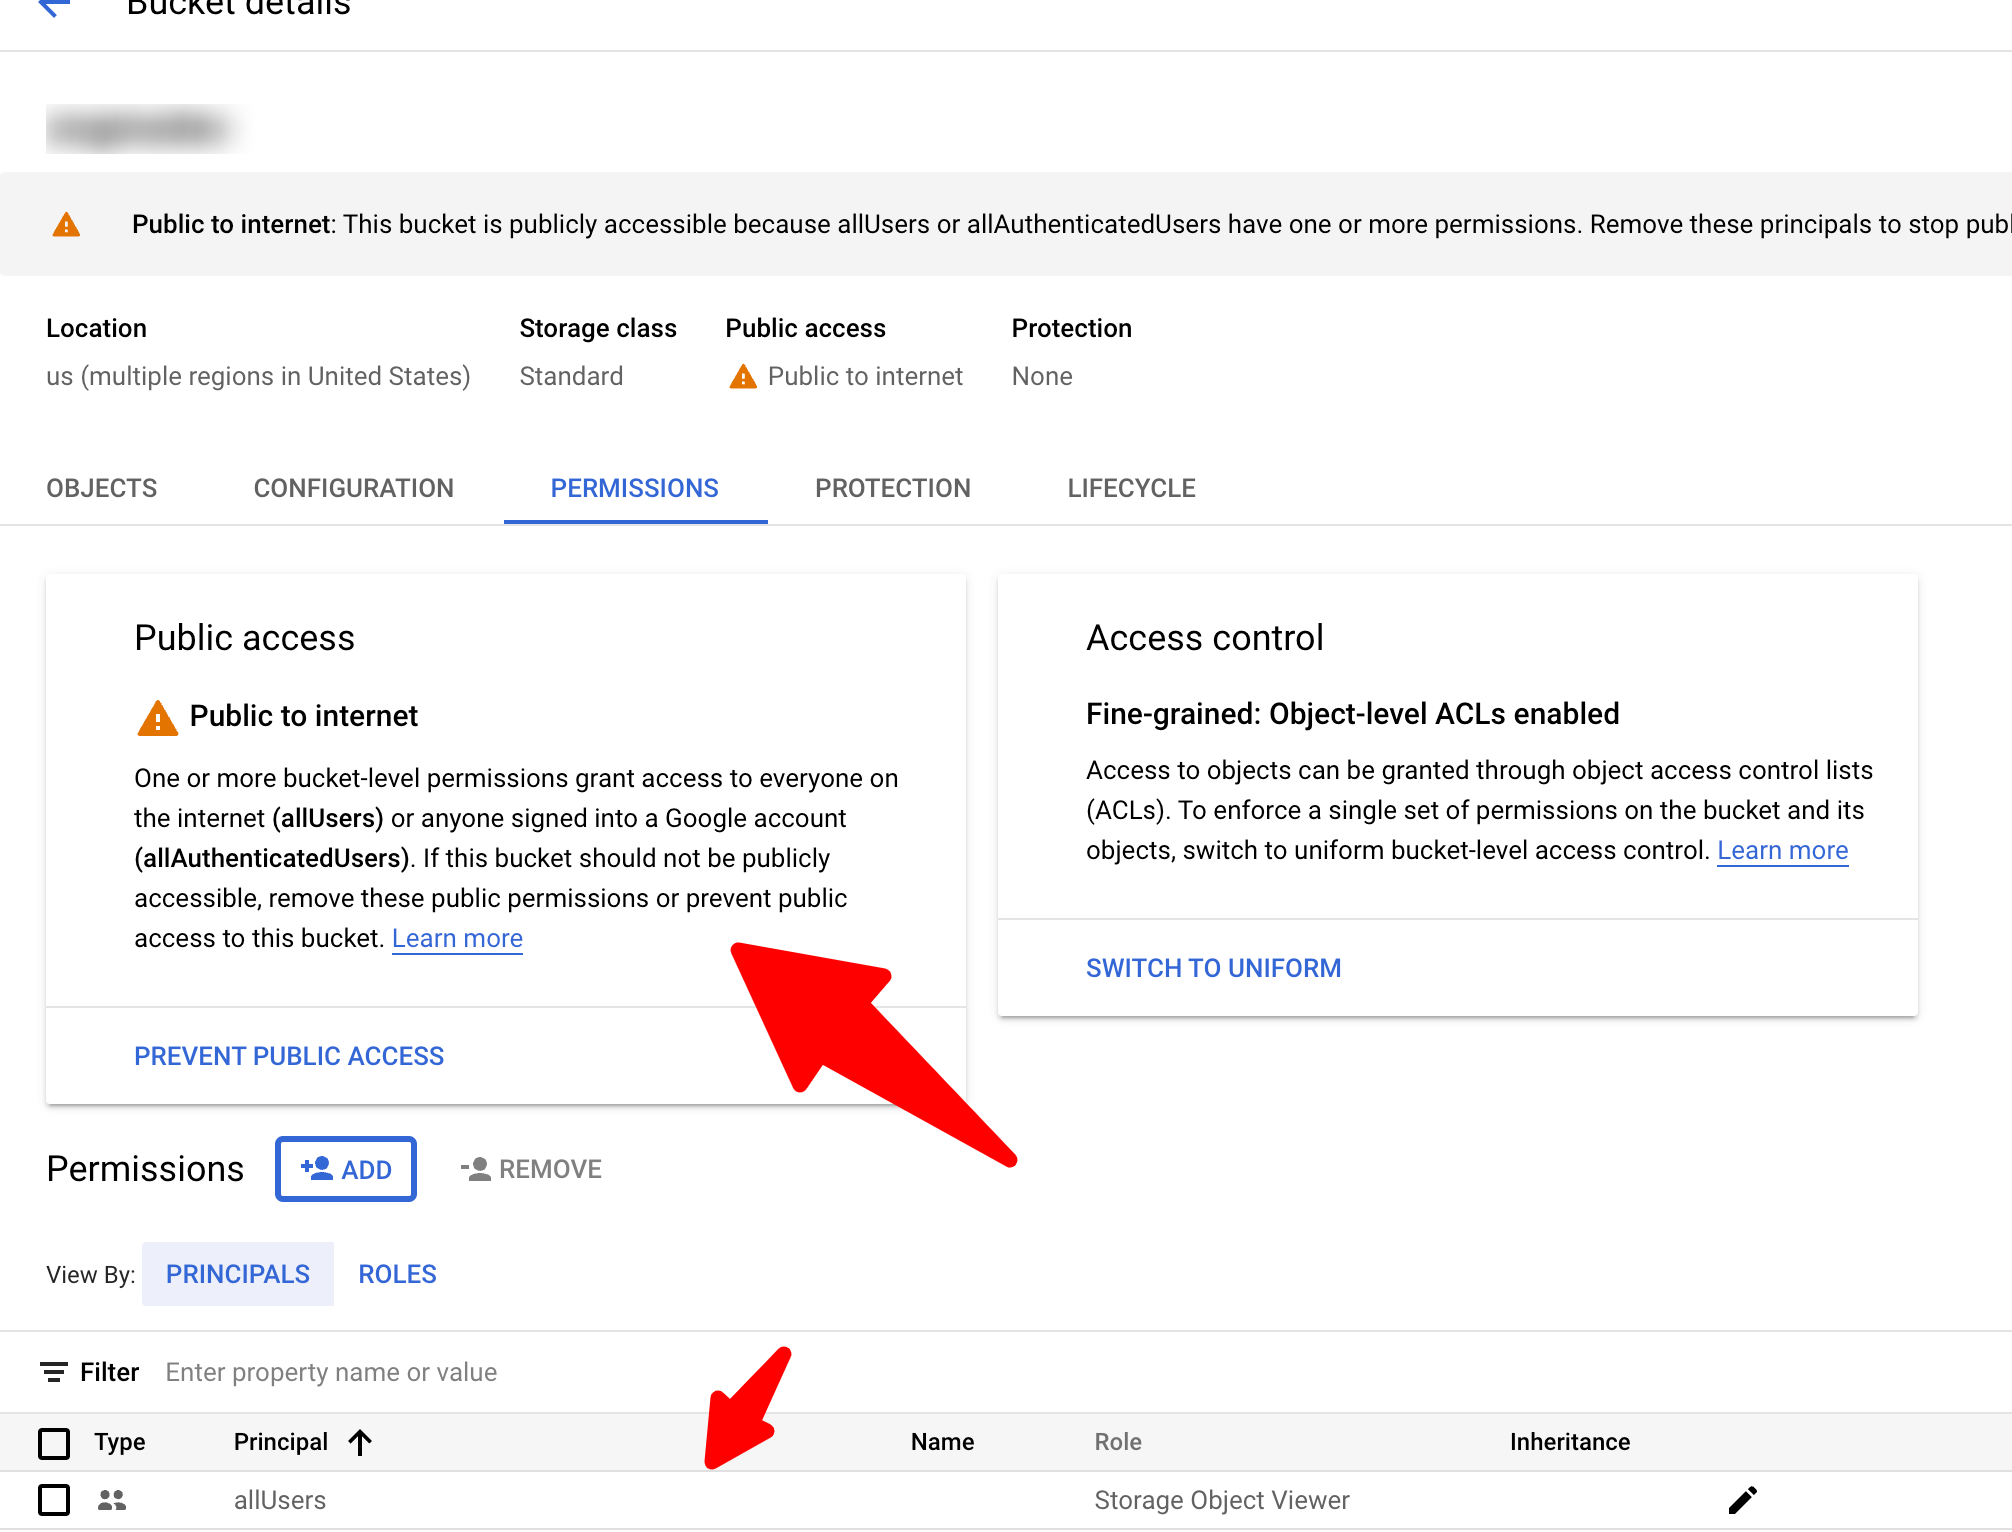 Bucket details
Public to internet: This bucket is publicly accessible because allUsers or allAuthenticatedUsers have one or more permissions. Remove these principals to stop
Location
Storage class
Public access
Protection
us (multiple regions in United States)
Standard
Public to internet
None
OBJECTS
CONFIGURATION
PERMISSIONS
PROTECTION
LIFECYCLE
Public access
Public to internet
One or more bucket-level permissions grant access to everyone on
the internet (allUsers) or anyone signed into a Google account
(allAuthenticatedUsers). If this bucket should not be publicly
accessible, remove these public permissions or prevent public
access to this bucket. Learn more
PREVENT PUBLIC ACCESS
Access control
Fine-grained: Object-level ACLs enabled
Access to objects can be granted through object access control lists
(ACLs). To enforce a single set of permissions on the bucket and its
objects, switch to uniform bucket-level access control. Learn more
SWITCH TO UNIFORM
Permissions
ADD
REMOVE
View By:
PRINCIPALS
ROLES
Filter
Enter property name or value
Type
Principal
Name
Role
Inheritance
allUsers
Storage Object Viewer